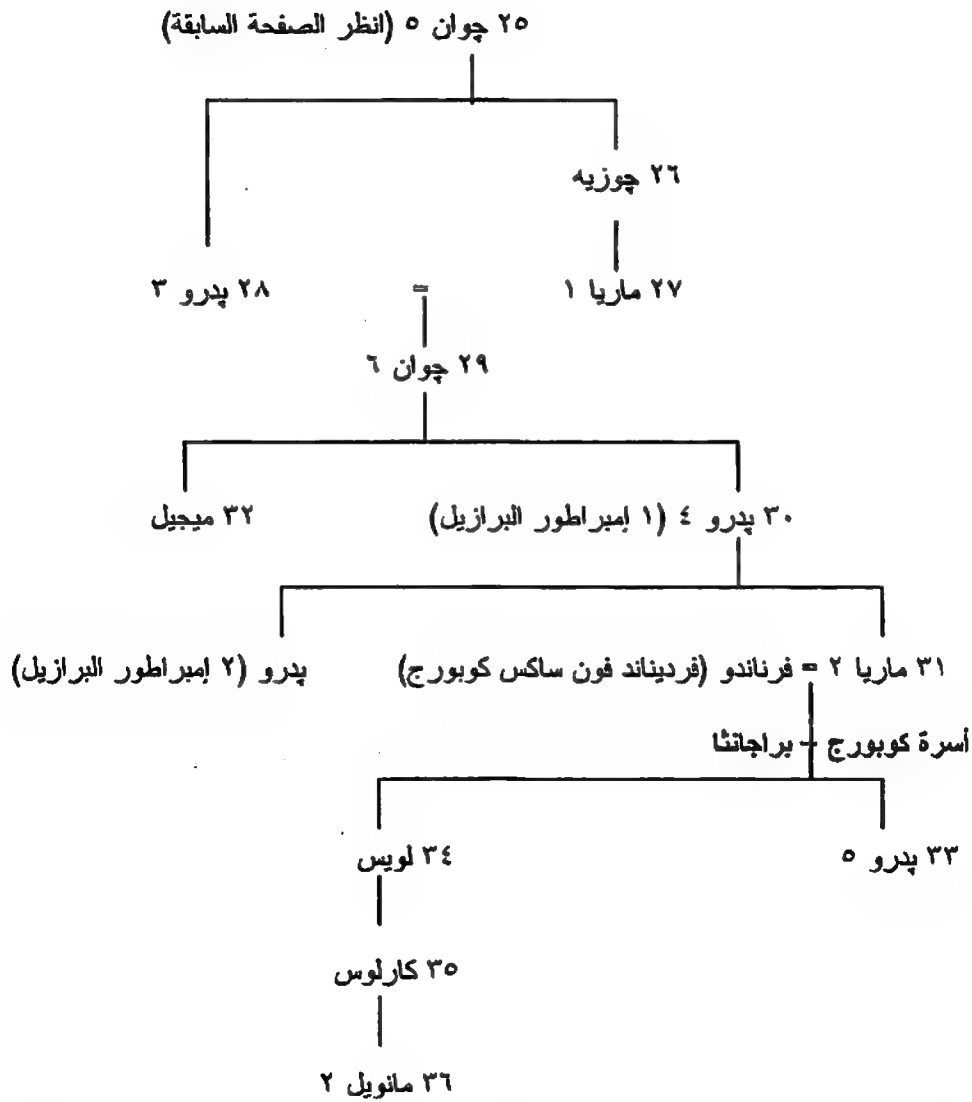 ٢٥ چوان ٥ (انظر الصفحة السابقة)
٢٦ چوزيه
٢٧ ماريا ١ = ٢٨ پدرو ٣
٢٩ چوان ٦
٣٠ پدرو ٤ (١ إمبراطور البرازيل) ٣٢ ميجيل
٣١ ماريا ٢ = فرناندو (فرديناند فون ساكس كوبورج) پدرو (٢ إمبراطور البرازيل)
أسرة كوبورج - براجانثا
٣٣ پدرو ٥ ٣٤ لويس
٣٥ كارلوس
٣٦ مانويل ٢